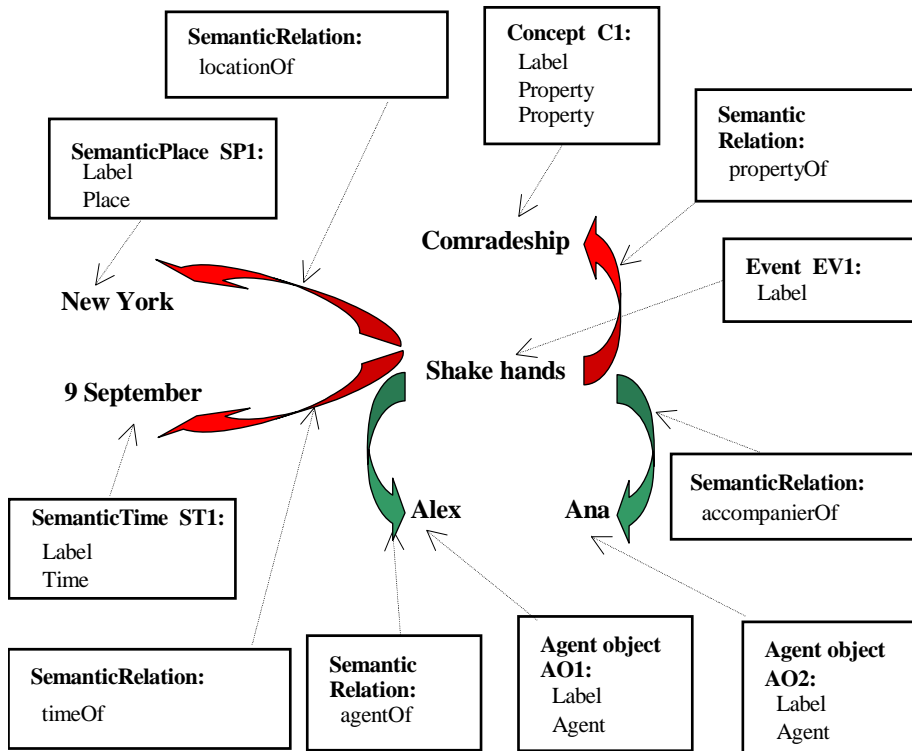 SemanticRelation:
locationOf
Concept C1:
Label
Property
Property
Semantic
Relation:
propertyOf
SemanticPlace SP1:
Label
Place
Comradeship
New York
Event EV1:
Label
Shake hands
9 September
SemanticRelation:
accompanierOf
SemanticTime ST1:
Label
Time
Alex
Ana
SemanticRelation:
timeOf
Semantic
Relation:
agentOf
Agent object
AO1:
Label
Agent
Agent object
AO2:
Label
Agent